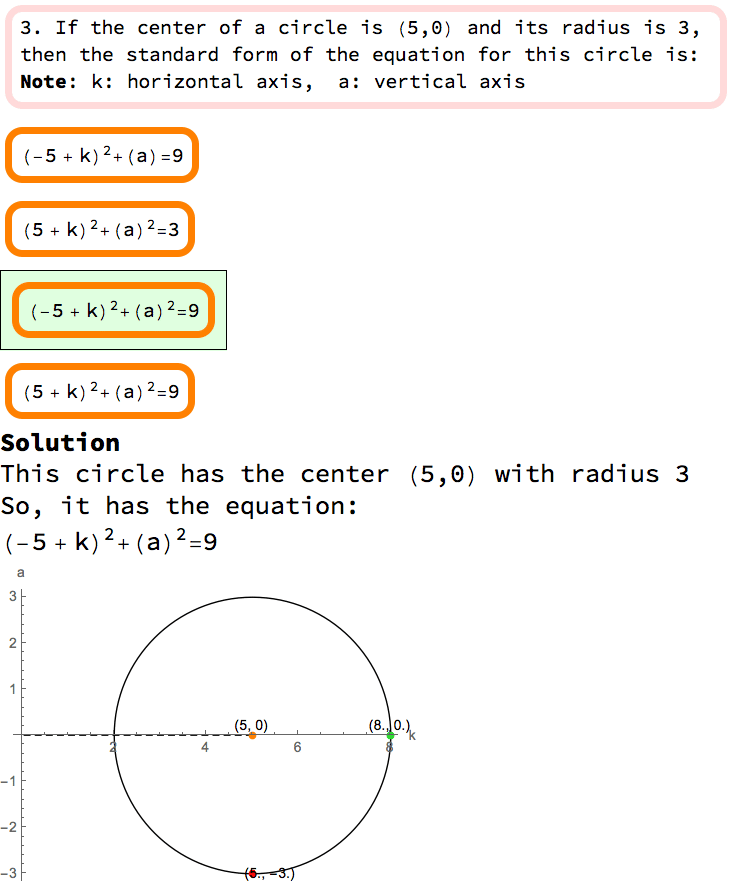 3. If the center of a circle is (5,0) and its radius is 3,
then the standard form of the equation for this circle is:
Note: k: horizontal axis, a: vertical axis
(-5 + k)²+(a)=9
(5 + k)²+(a)²=3
(-5 + k)²+(a)²=9
(5 + k)²+(a)²=9
Solution
This circle has the center (5,0) with radius 3
So, it has the equation:
(-5 + k)²+(a)²=9
a
3
2
1
(5, 0)
(8., 0.)
k
2
4
6
8
-1
-2
-3
(5., -3.)